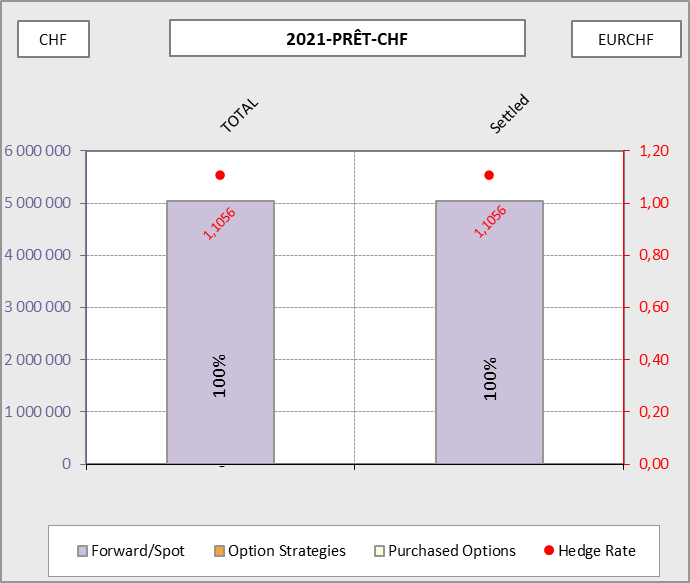 CHF 2021-PRÊT-CHF EURCHF
TOTAL Settled
6 000 000 1,20
5 000 000 1,00
4 000 000 0,80
3 000 000 0,60
2 000 000 0,40
1 000 000 0,20
0 0,00
1,1056 1,1056
100% 100%
-
Forward/Spot Option Strategies Purchased Options Hedge Rate